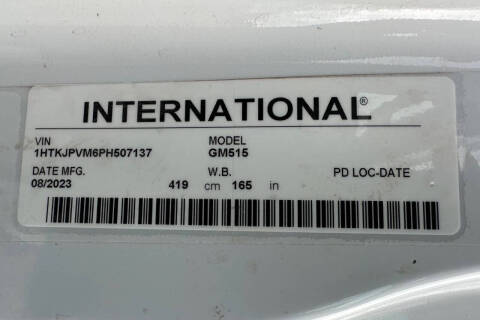 INTERNATIONAL®
VIN MODEL
1HTKJPVM6PH507137 GM515
DATE MFG. W.B. PD LOC-DATE
08/2023 419 cm 165 in